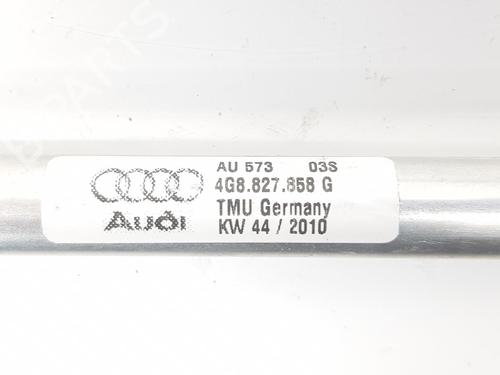 AU 573 03S
4G8.827.858 G
TMU Germany
Audi
KW 44 / 2010